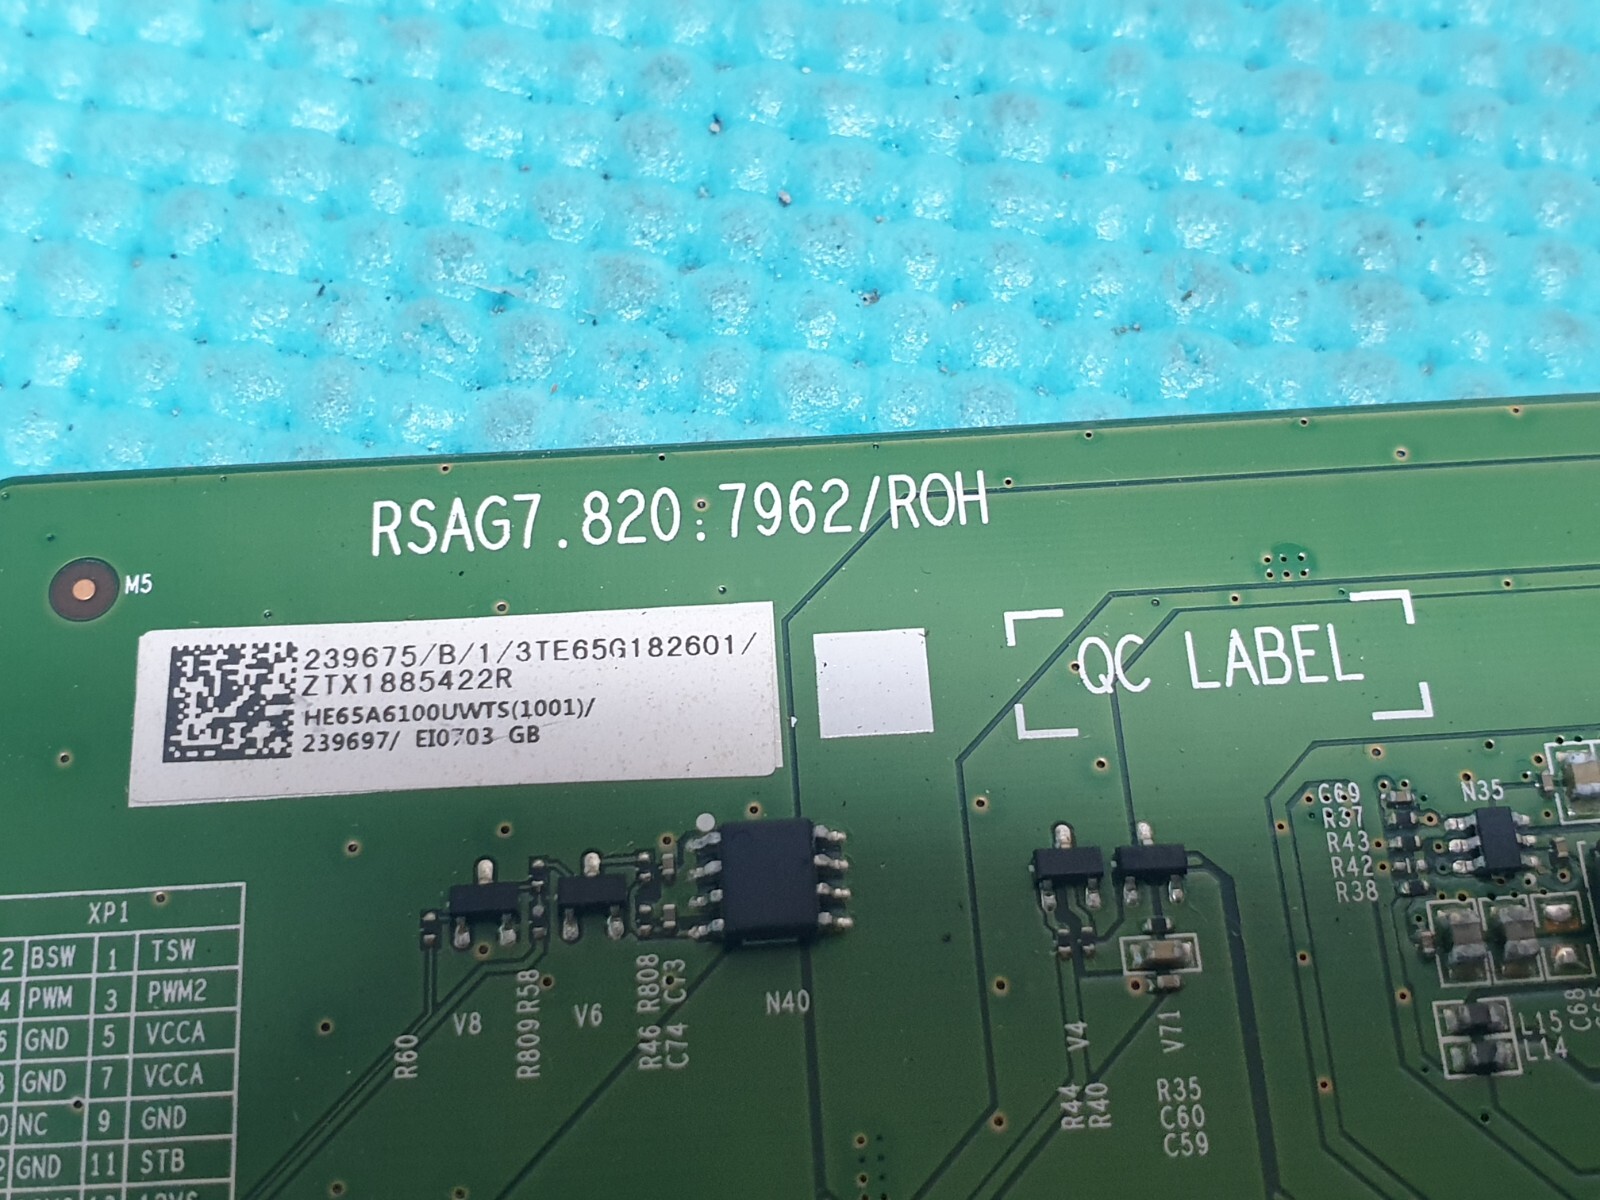 RSAG7.820:7962/ROH
M5
239675/B/1/3TE65G182601/
ZTX1885422R
HE65A6100UWTS(1001)/
239697/ EI0703 GB
QC LABEL
C69
R37
R43
R42
R38
N35
XP1
2 BSW 1 TSW
4 PWM 3 PWM2
6 GND 5 VCCA
GND 7 VCCA
0 NC 9 GND
2 GND 11 STB
R60
V8
R809 R58
V6
R46 R808
C74 C73
N40
V4
R44
R40
V71
R35
C60
C59
L15
L14
C68